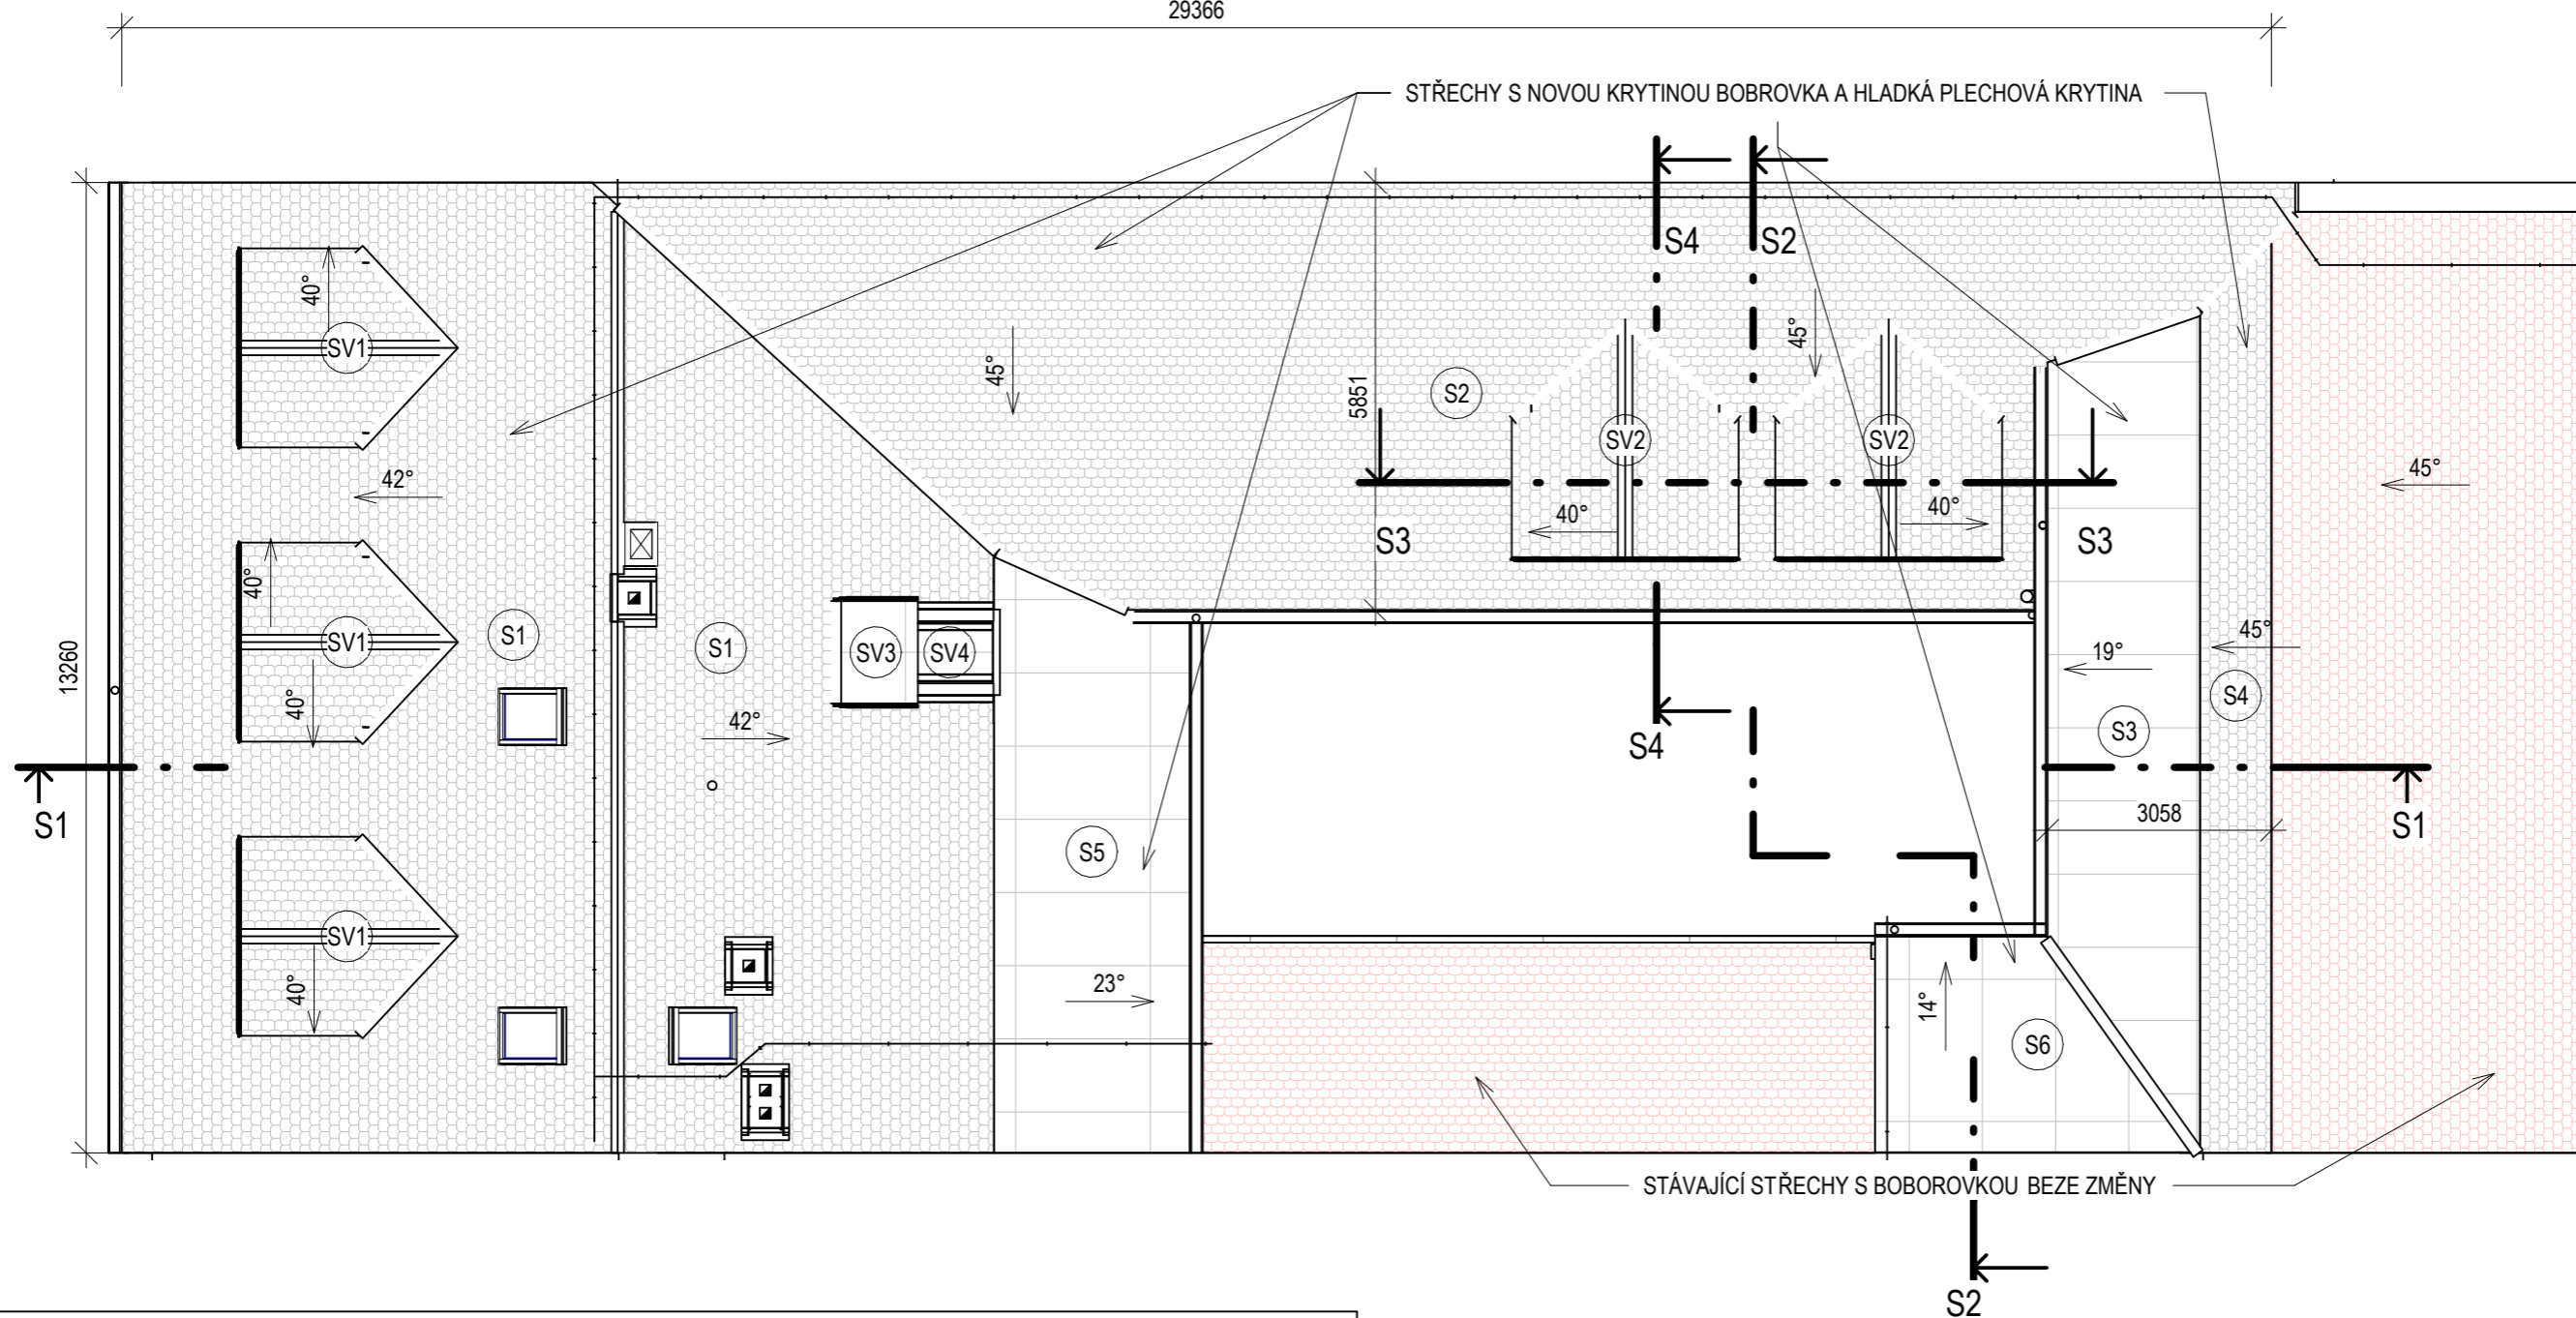 29366
STŘECHY S NOVOU KRYTINOU BOBROVKA A HLADKÁ PLECHOVÁ KRYTINA
S4
S2
40°
SV1
45°
45°
5851
S2
SV2
SV2
42°
45°
40°
40°
S3
S3
40°
SV1
S1
S1
SV3
SV4
13260
40°
45°
19°
S4
42°
S4
S3
S1
3058
S1
S5
SV1
40°
23°
14°
S6
STÁVAJÍCÍ STŘECHY S BOBOROVKOU BEZE ZMĚNY
S2